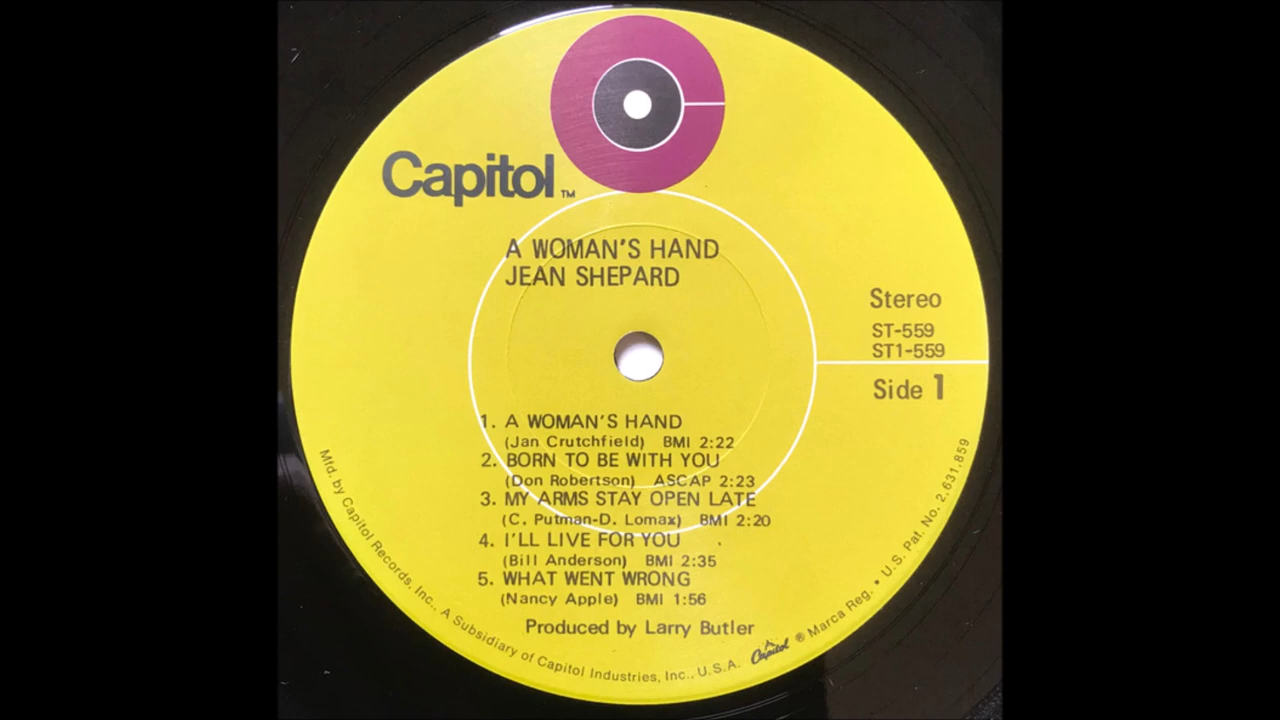 Capitol™
A WOMAN'S HAND
JEAN SHEPARD
Stereo
ST-559
ST1-559
Side 1
1. A WOMAN'S HAND
(Jan Crutchfield) BMI 2:22
2. BORN TO BE WITH YOU
(Don Robertson) ASCAP 2:23
3. MY ARMS STAY OPEN LATE
(C. Putman-D. Lomax) BMI 2:20
4. I'LL LIVE FOR YOU
(Bill Anderson) BMI 2:35
5. WHAT WENT WRONG
(Nancy Apple) BMI 1:56
Produced by Larry Butler
Mfd. by Capitol Records, Inc., A Subsidiary of Capitol Industries, Inc., U.S.A. Capitol ® Marca Reg. • U.S. Pat. No. 2,631,859